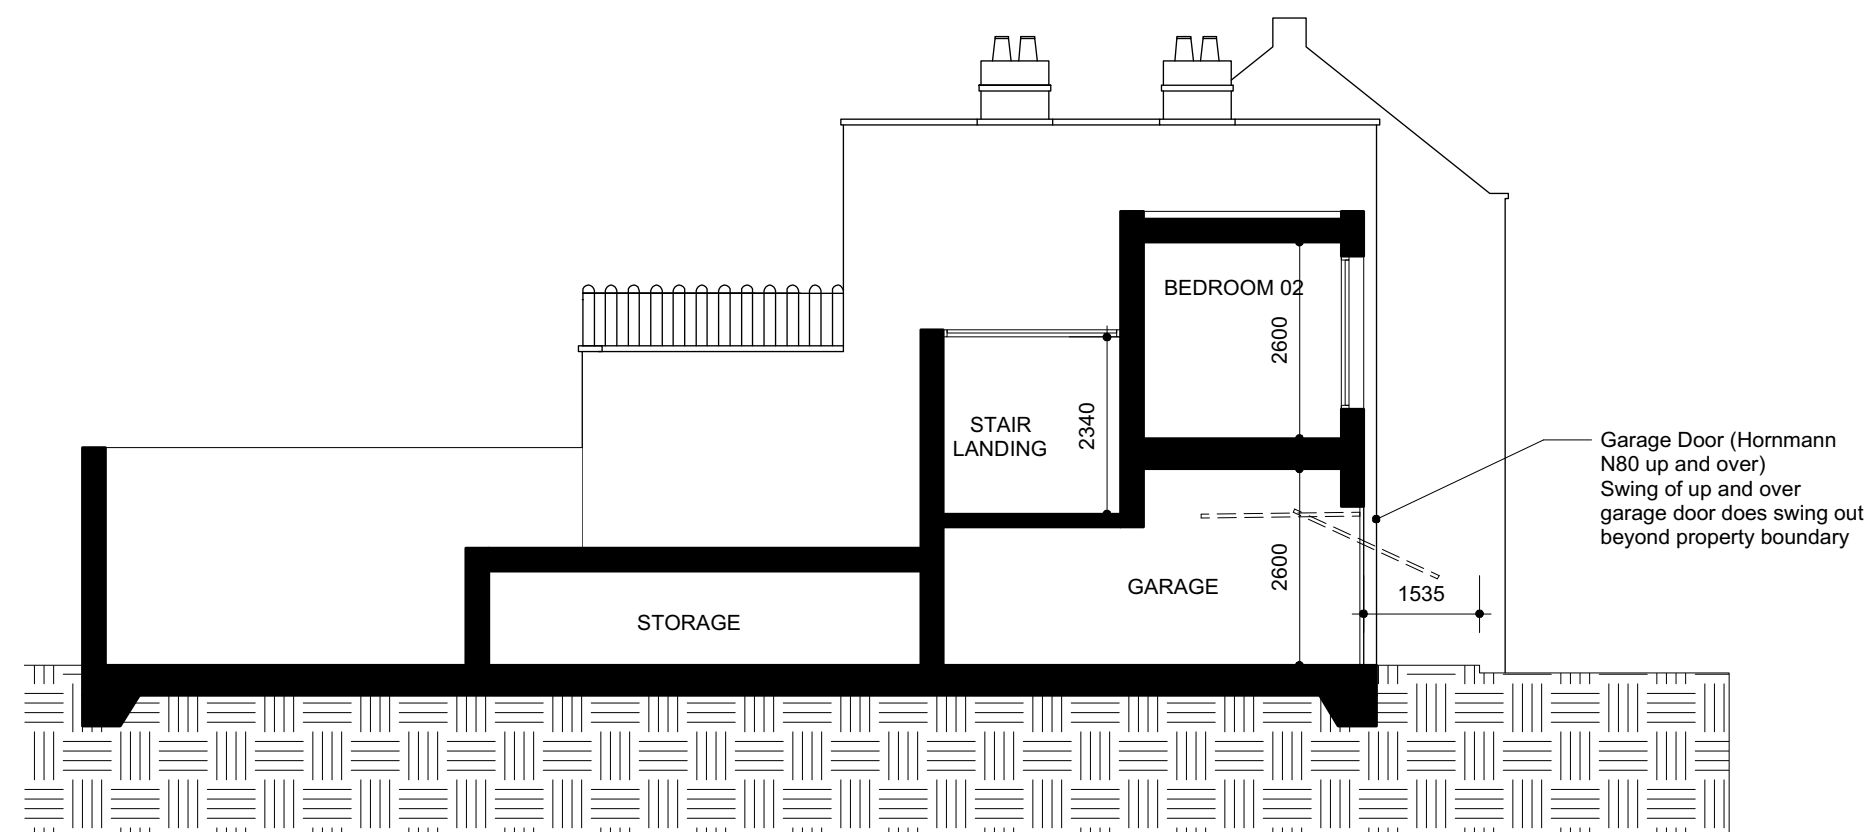 BEDROOM 02
2600
STAIR
LANDING
2340
Garage Door (Hornmann
N80 up and over)
Swing of up and over
garage door does swing out
beyond property boundary
2600
GARAGE
1535
STORAGE